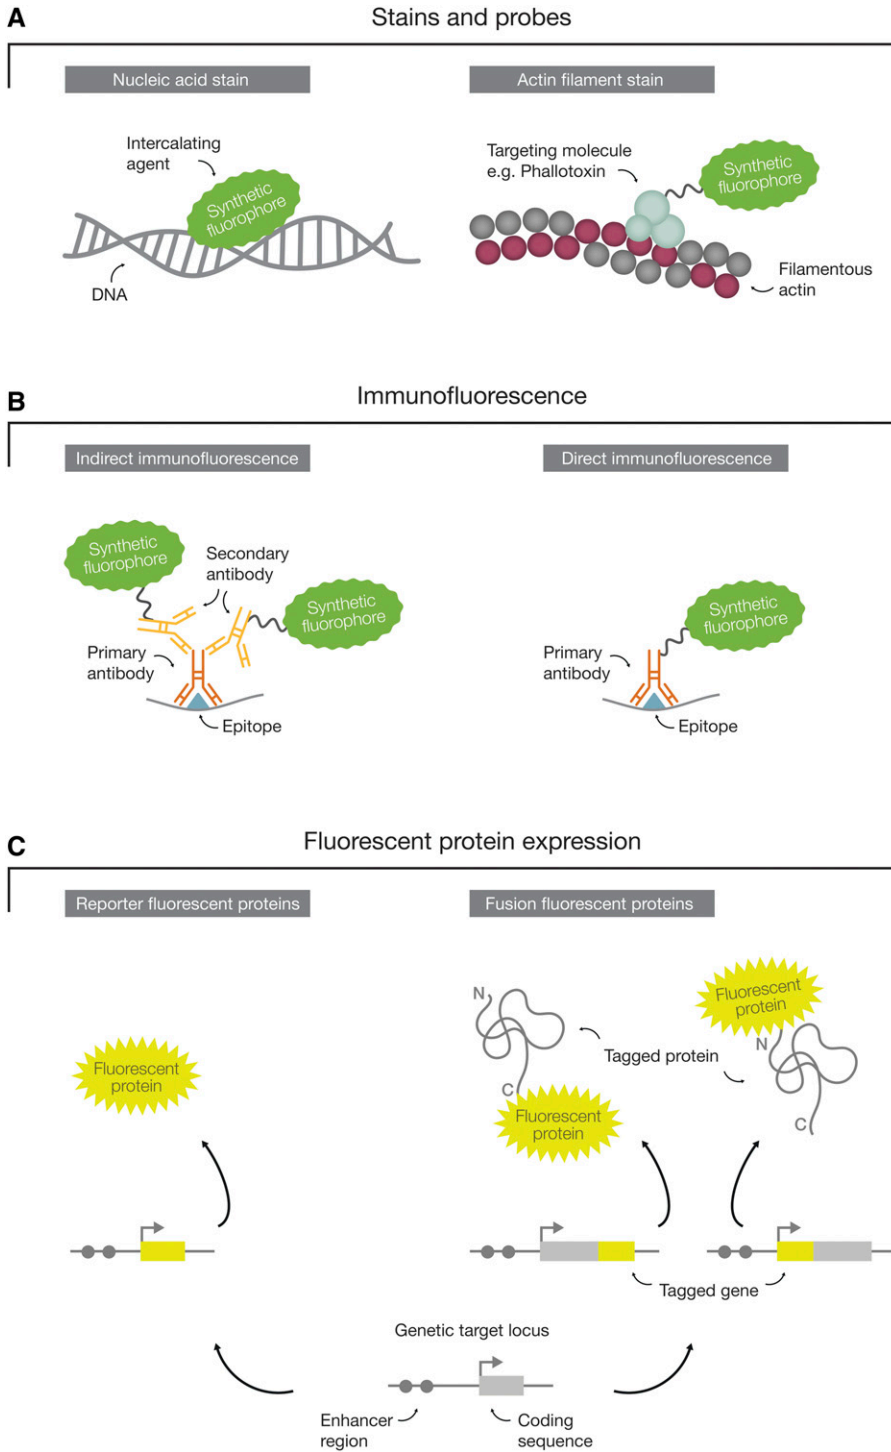 A
Stains and probes
Nucleic acid stain
Actin filament stain
Intercalating
agent
Synthetic
fluorophore
DNA
Targeting molecule
e.g. Phallotoxin
Synthetic
fluorophore
Filamentous
actin
B
Immunofluorescence
Indirect immunofluorescence
Direct immunofluorescence
Synthetic
fluorophore
Secondary
antibody
Synthetic
fluorophore
Primary
antibody
Epitope
Synthetic
fluorophore
Primary
antibody
Epitope
C
Fluorescent protein expression
Reporter fluorescent proteins
Fusion fluorescent proteins
Fluorescent
protein
N
C
Fluorescent
protein
Tagged protein
Fluorescent
protein
N
C
Tagged gene
Genetic target locus
Enhancer
region
Coding
sequence